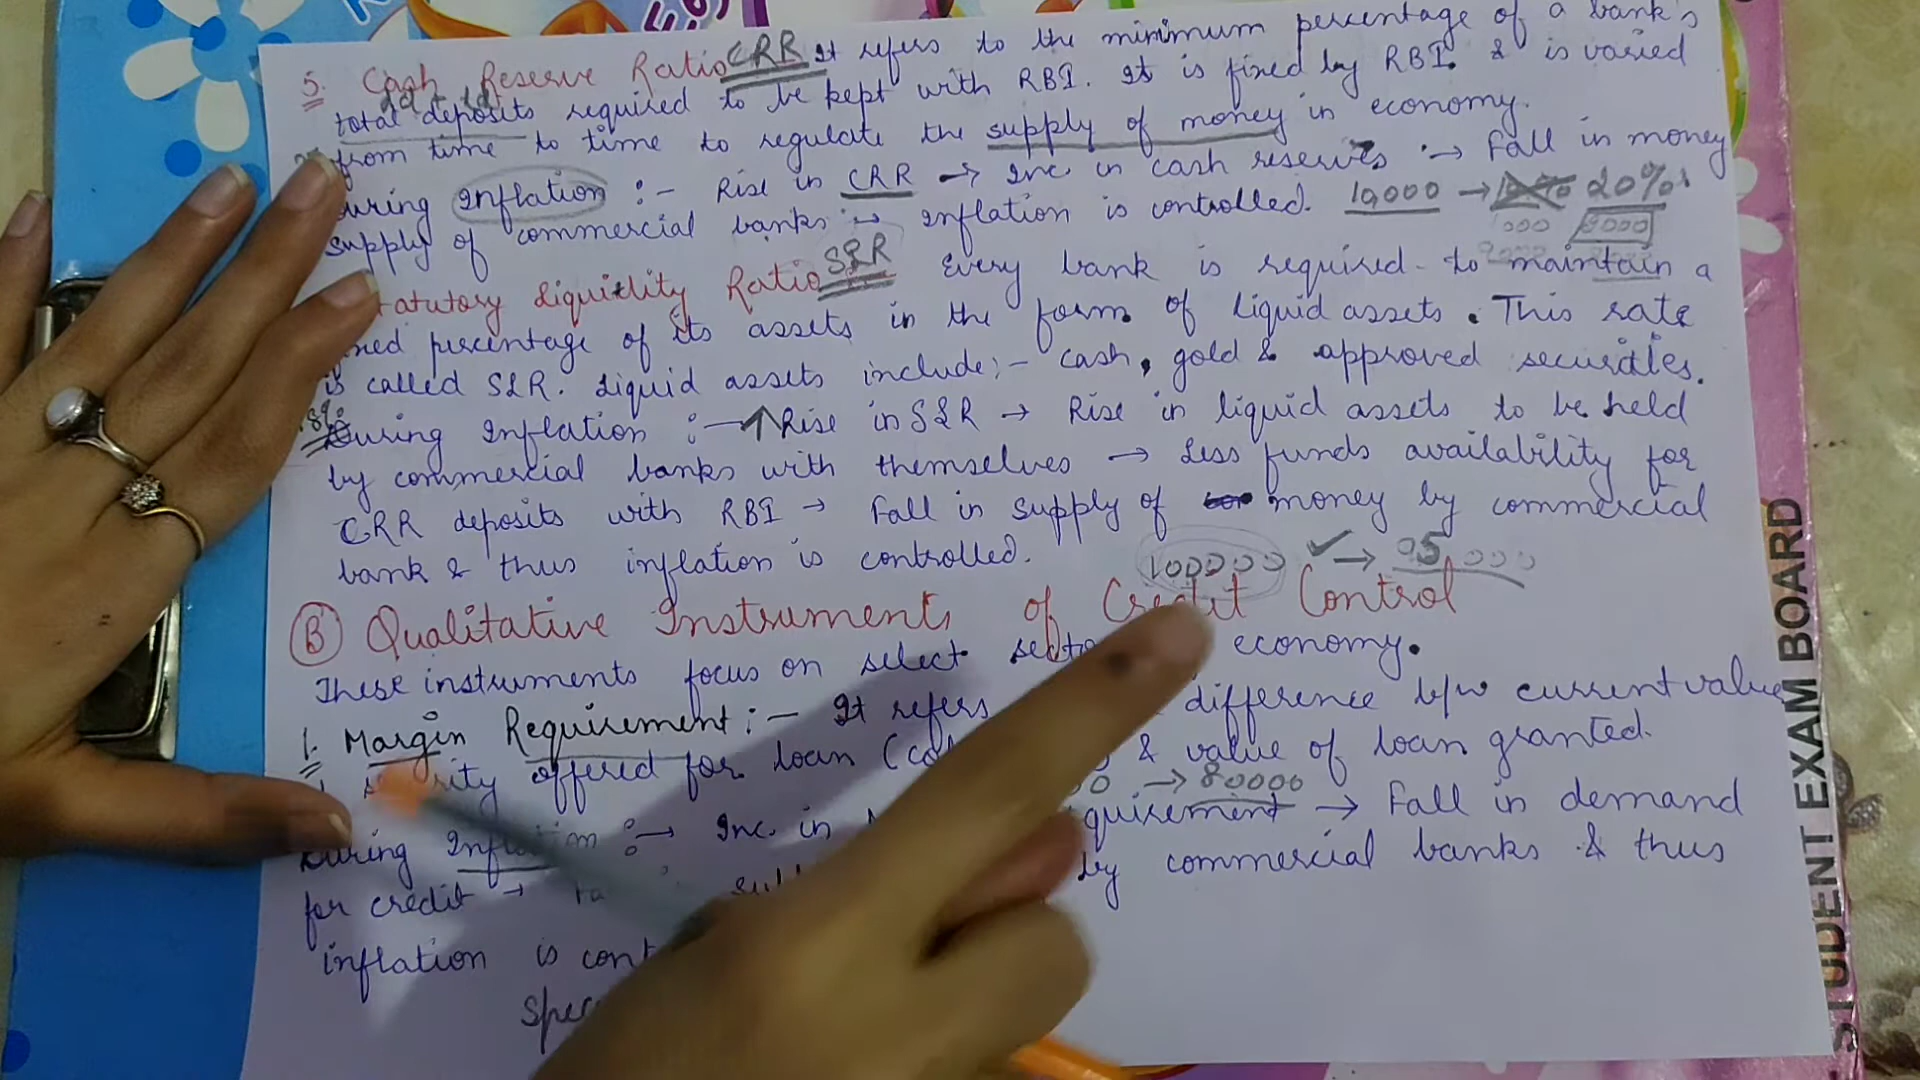 5. Cash Reserve Ratio CRR It refers to the minimum percentage of a bank's
total deposits required to be kept with RBI. It is fixed by RBI. & is varied
from time to time to regulate the supply of money in economy.
During Inflation :- Rise in CRR → Inc in cash reserves → Fall in money
supply of commercial banks → Inflation is controlled. 10,000 → 20%
000 2000
Liquidity Ratio SLR Every bank is required to maintain a
percentage of its assets in the form of liquid assets. This rate
is called SLR. Liquid assets include:- cash, gold & approved securities.
During Inflation :- ↑ Rise in SLR → Rise in liquid assets to be held
by commercial banks with themselves → Less funds availability for
CRR deposits with RBI → Fall in supply of money by commercial
bank & thus inflation is controlled.
100000 ✓ →
B Qualitative Instruments of Credit Control
These instruments focus on select economy.
1. Margin Requirement :- It refers difference b/w current value
offered for loan & value of loan granted.
→ 80000
During Inflation :→ Inc. in → Fall in demand
for credit → by commercial banks & thus
inflation is
STUDENT EXAM BOARD